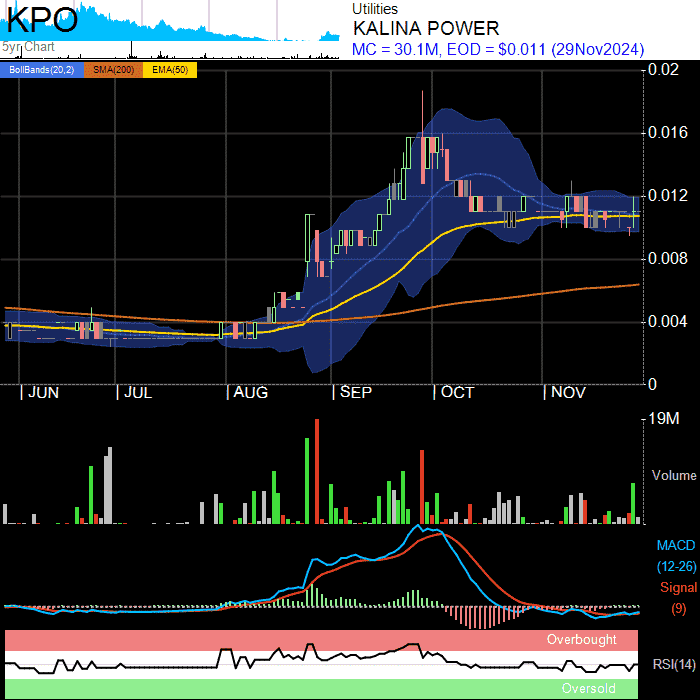 KPO
5yr Chart
Utilities
KALINA POWER
MC = 30.1M, EOD = $0.011 (29Nov2024)
BollBands(20,2) SMA(200) EMA(50)
0.02
0.016
0.012
0.008
0.004
0
JUN JUL AUG SEP OCT NOV
19M
Volume
MACD
(12-26)
Signal
(9)
Overbought
RSI(14)
Oversold